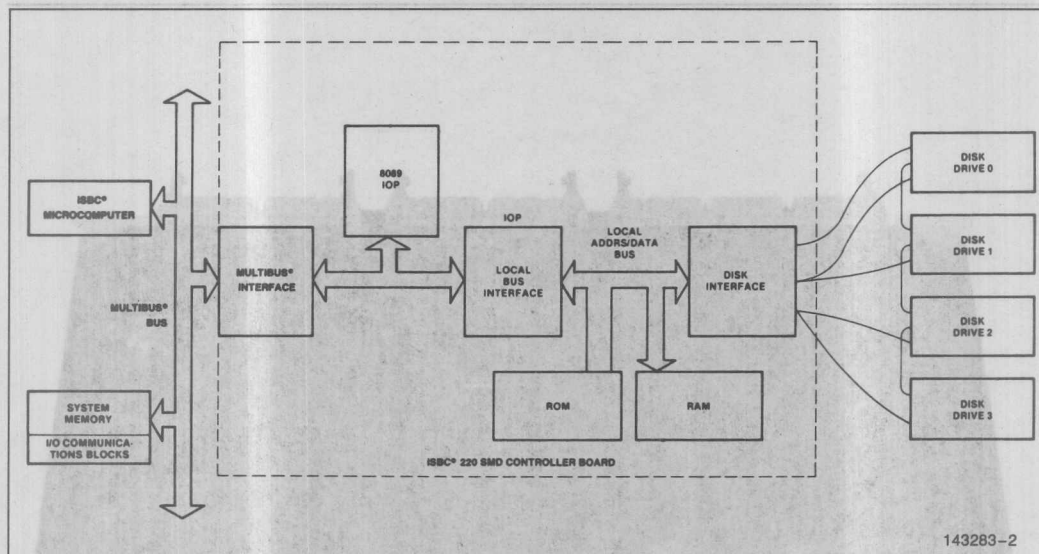 8089
IOP
ISBC®
MICROCOMPUTER
MULTIBUS®
INTERFACE
MULTIBUS®
BUS
IOP
LOCAL
BUS
INTERFACE
LOCAL
ADDRS/DATA
BUS
DISK
INTERFACE
DISK
DRIVE 0
DISK
DRIVE 1
DISK
DRIVE 2
DISK
DRIVE 3
SYSTEM
MEMORY
I/O COMMUNICA-
TIONS BLOCKS
ROM
RAM
ISBC® 220 SMD CONTROLLER BOARD
143283-2